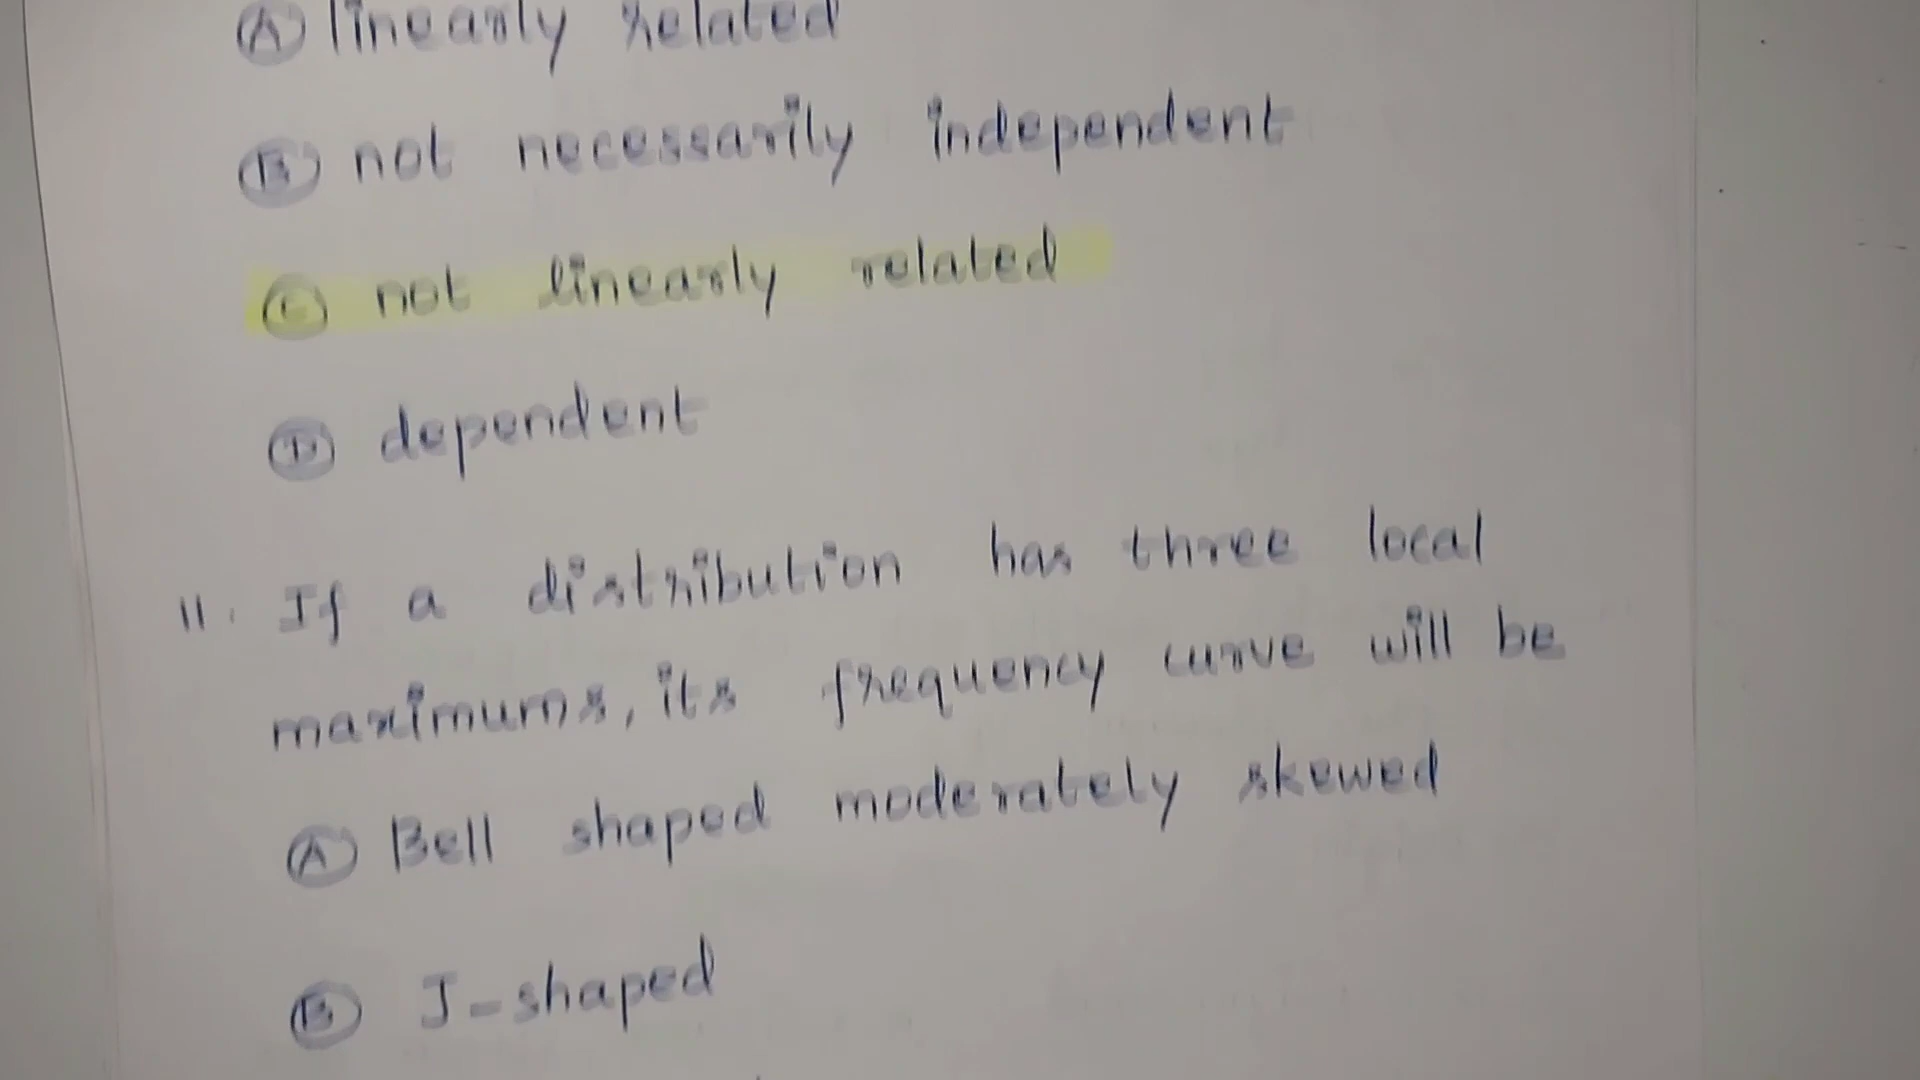 A linearly related
B not necessarily independent
C not linearly related
D dependent
11. If a distribution has three local
maximums, its frequency curve will be
A Bell shaped moderately skewed
B J-shaped